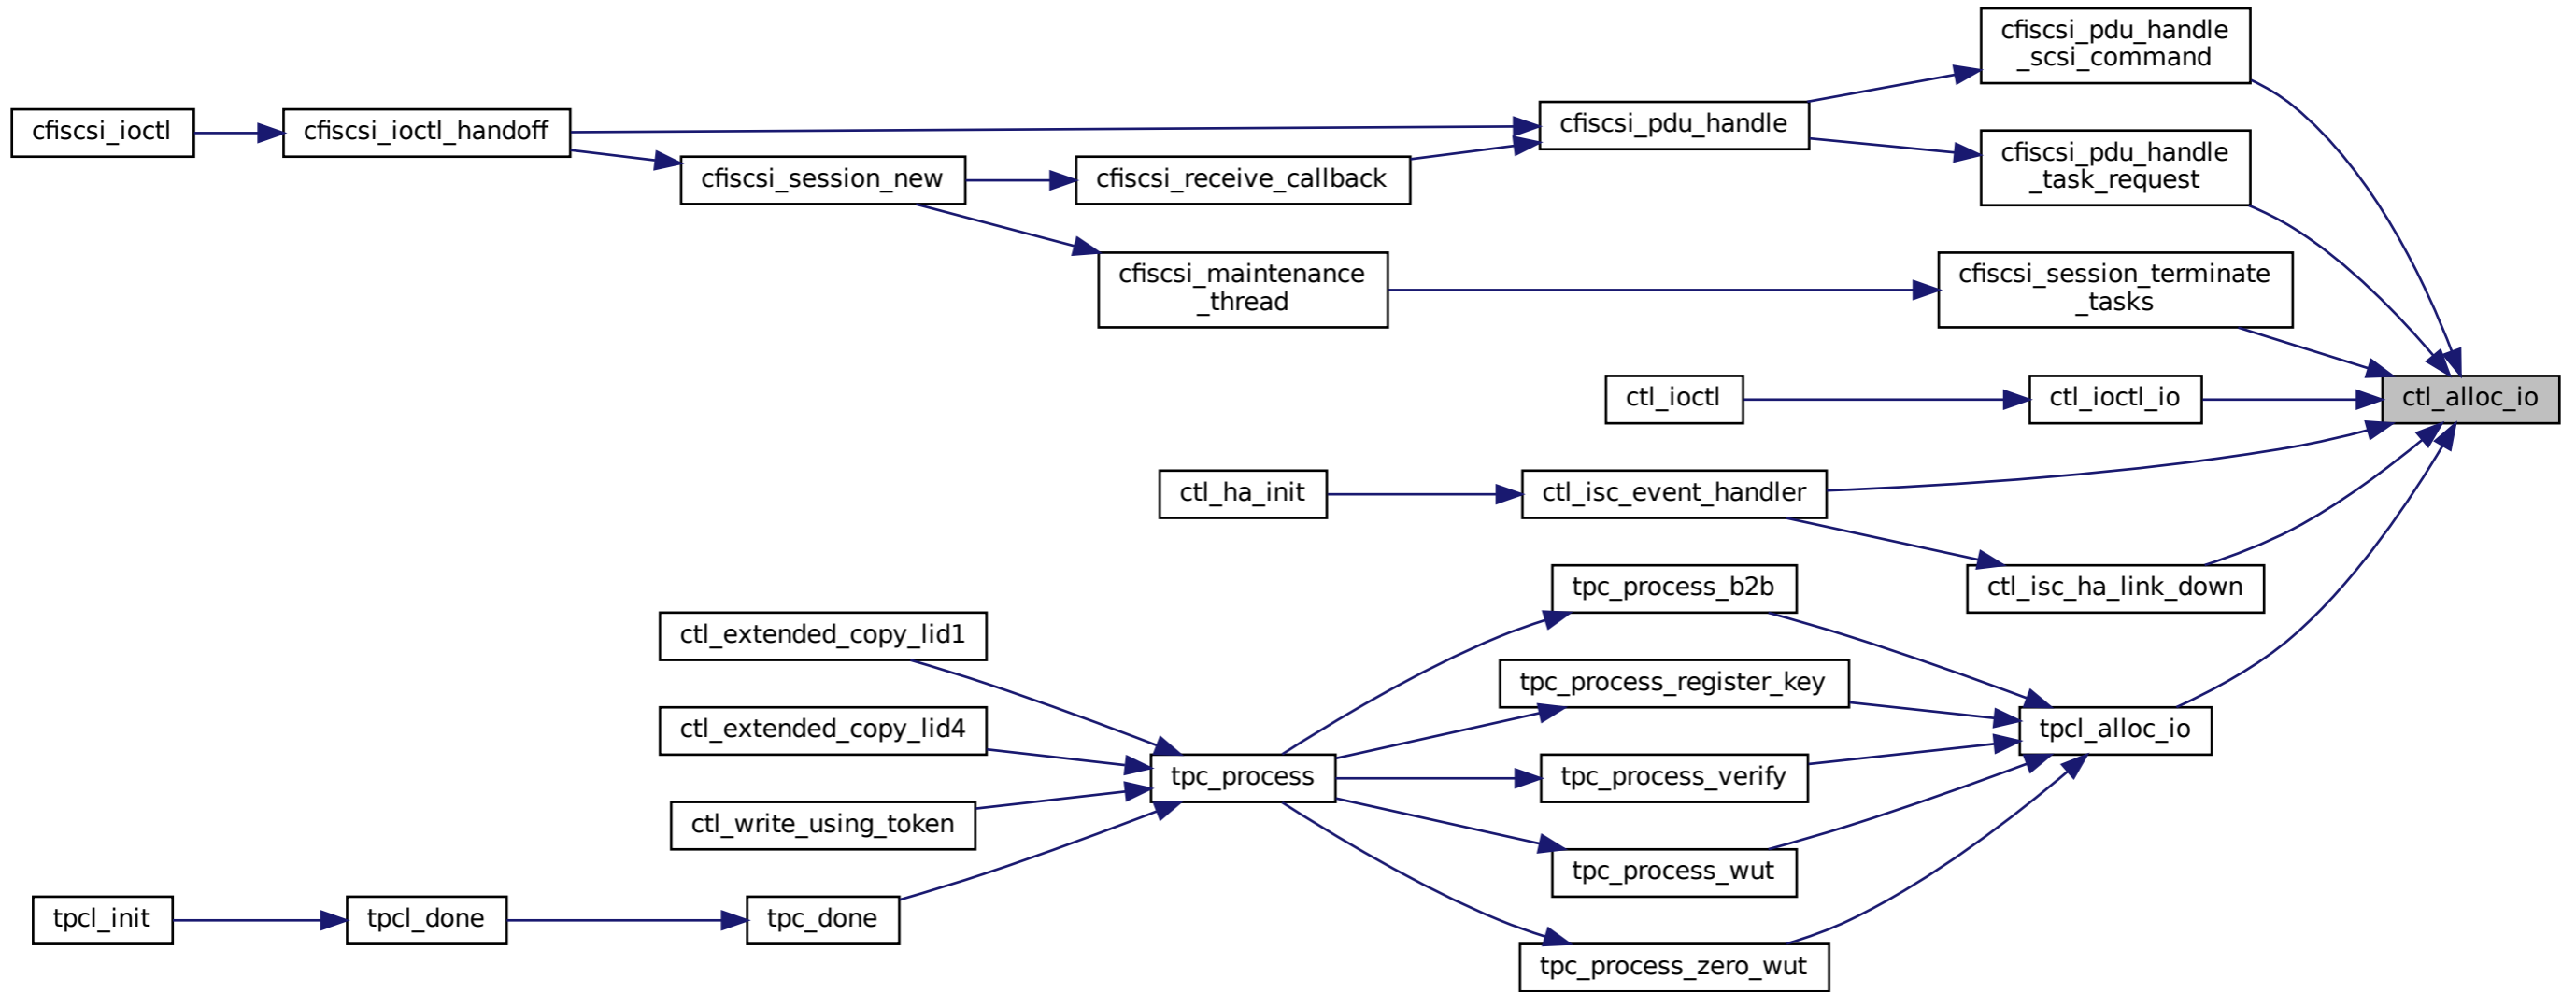 cfiscsi_pdu_handle
_scsi_command
cfiscsi_ioctl
cfiscsi_ioctl_handoff
cfiscsi_pdu_handle
cfiscsi_pdu_handle
_task_request
cfiscsi_session_new
cfiscsi_receive_callback
cfiscsi_maintenance
_thread
cfiscsi_session_terminate
_tasks
ctl_ioctl
ctl_ioctl_io
ctl_alloc_io
ctl_ha_init
ctl_isc_event_handler
ctl_isc_ha_link_down
tpc_process_b2b
ctl_extended_copy_lid1
tpc_process_register_key
ctl_extended_copy_lid4
tpcl_alloc_io
tpc_process
tpc_process_verify
ctl_write_using_token
tpc_process_wut
tpcl_init
tpcl_done
tpc_done
tpc_process_zero_wut